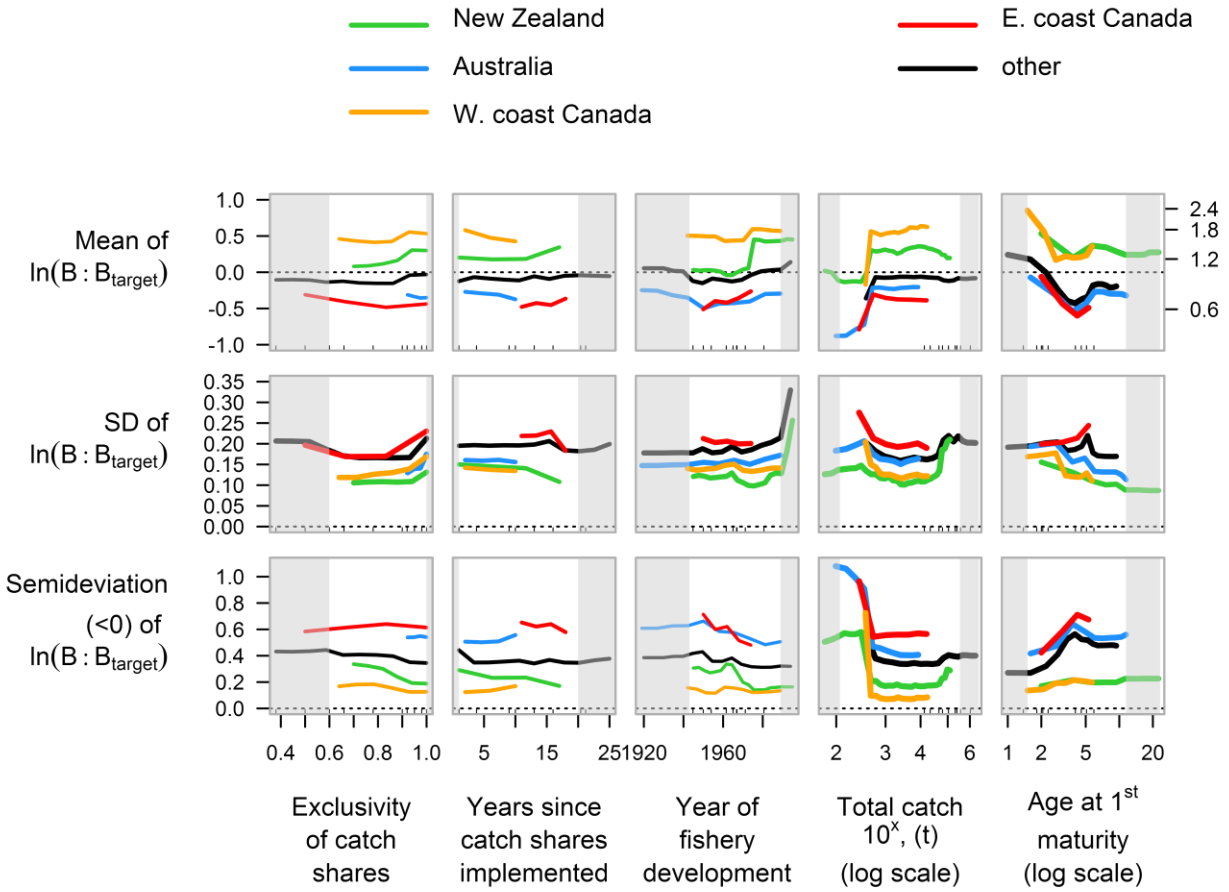 New Zealand
E. coast Canada
Australia
other
W. coast Canada
Mean of
ln(B : B_target)
1.0
0.5
0.0
-0.5
-1.0
2.4
1.8
1.2
0.6
SD of
ln(B : B_target)
0.35
0.30
0.25
0.20
0.15
0.10
0.05
0.00
Semideviation
(<0) of
ln(B : B_target)
1.0
0.8
0.6
0.4
0.2
0.0
0.4 0.6 0.8 1.0
5 15 25
1920 1960
2 3 4 5 6
1 2 5 20
Exclusivity
of catch
shares
Years since
catch shares
implemented
Year of
fishery
development
Total catch
10^x, (t)
(log scale)
Age at 1^st
maturity
(log scale)